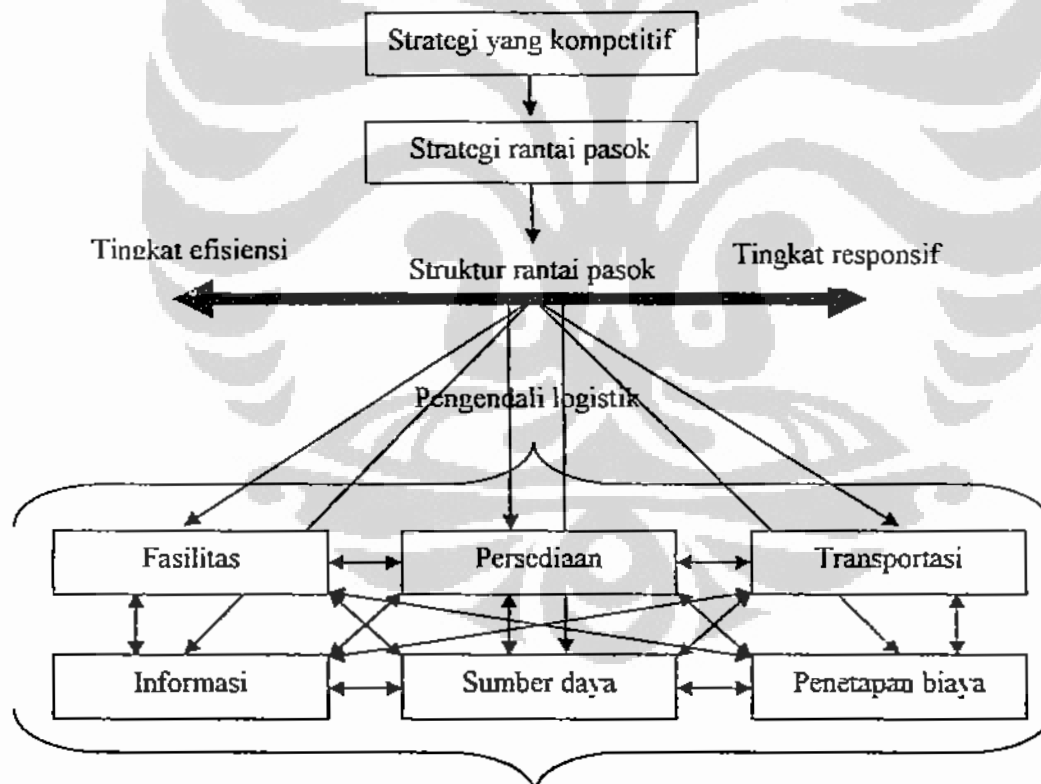 Strategi yang kompetitif
Strategi rantai pasok
Tingkat efisiensi
Struktur rantai pasok
Tingkat responsif
Pengendali logistik
Fasilitas
Persediaan
Transportasi
Informasi
Sumber daya
Penetapan biaya